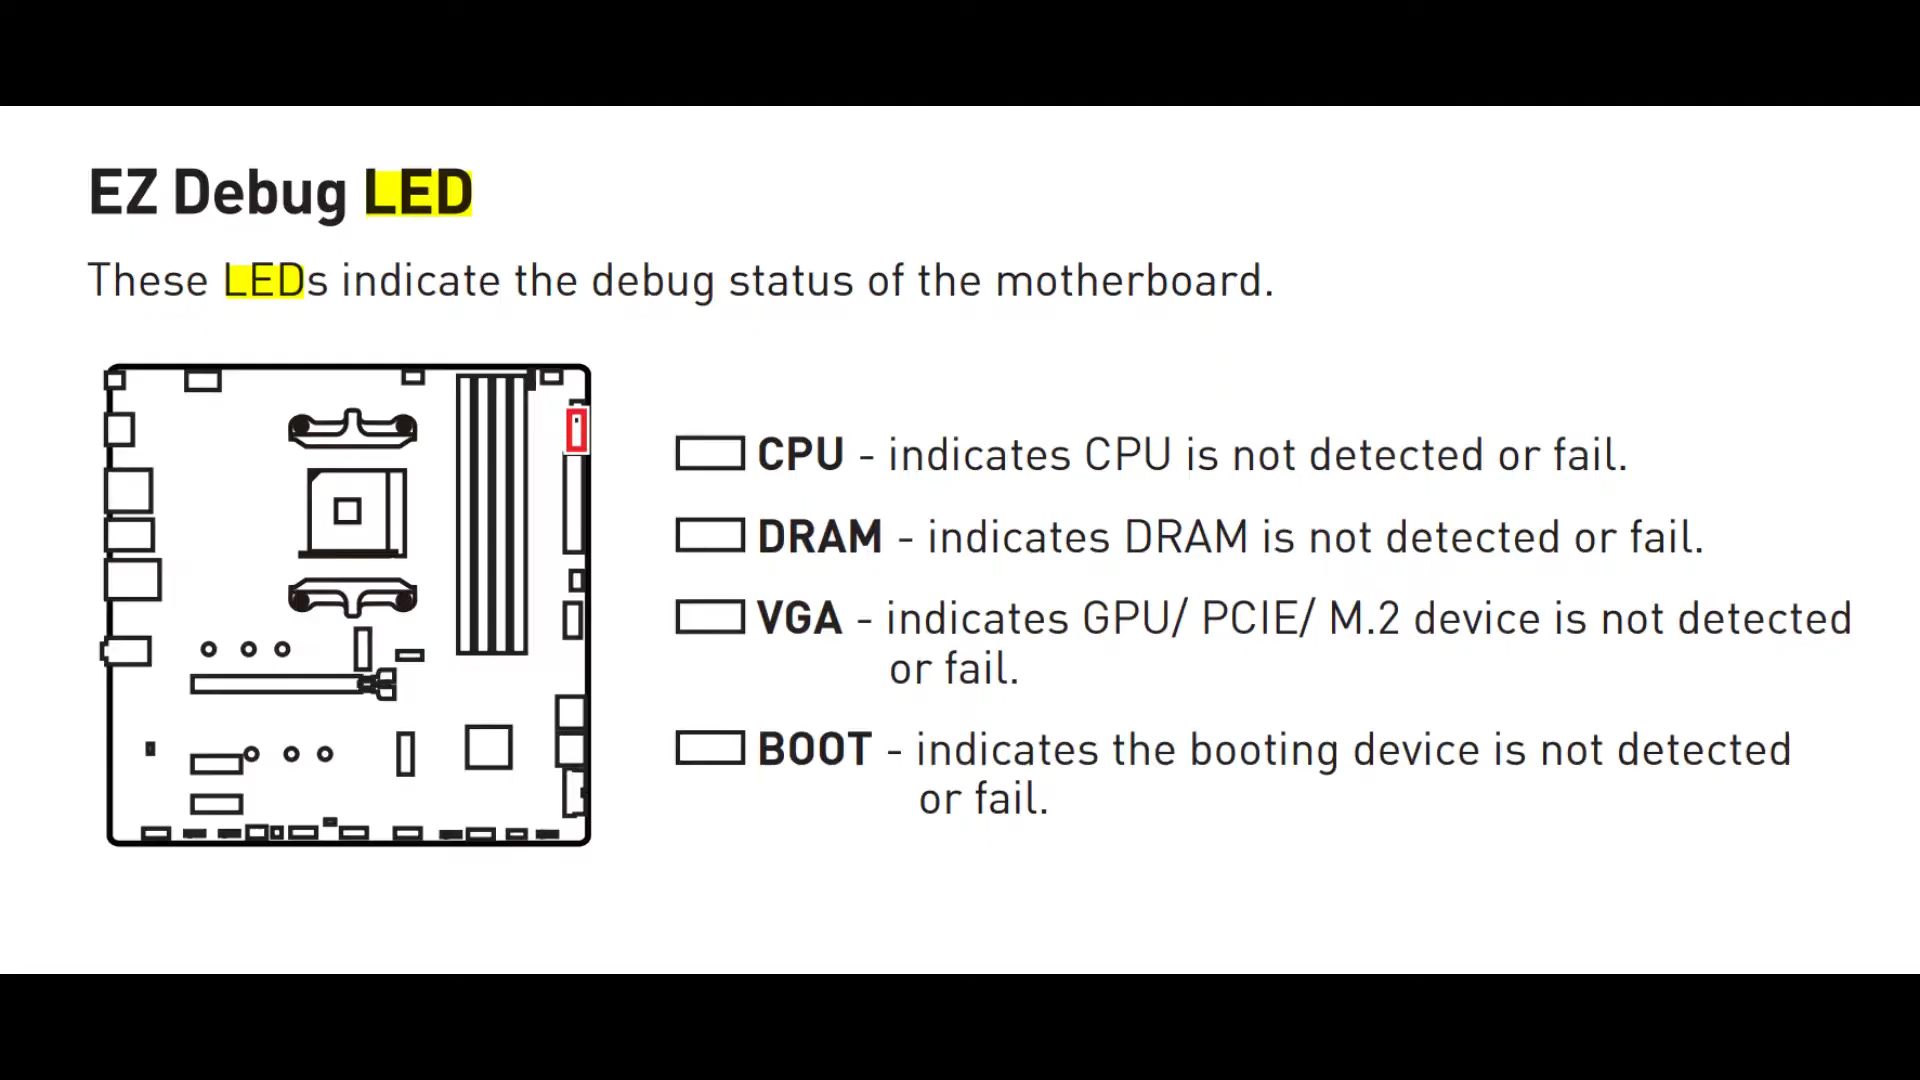 EZ Debug LED
These LEDs indicate the debug status of the motherboard.
CPU - indicates CPU is not detected or fail.
DRAM - indicates DRAM is not detected or fail.
VGA - indicates GPU/ PCIE/ M.2 device is not detected
or fail.
BOOT - indicates the booting device is not detected
or fail.